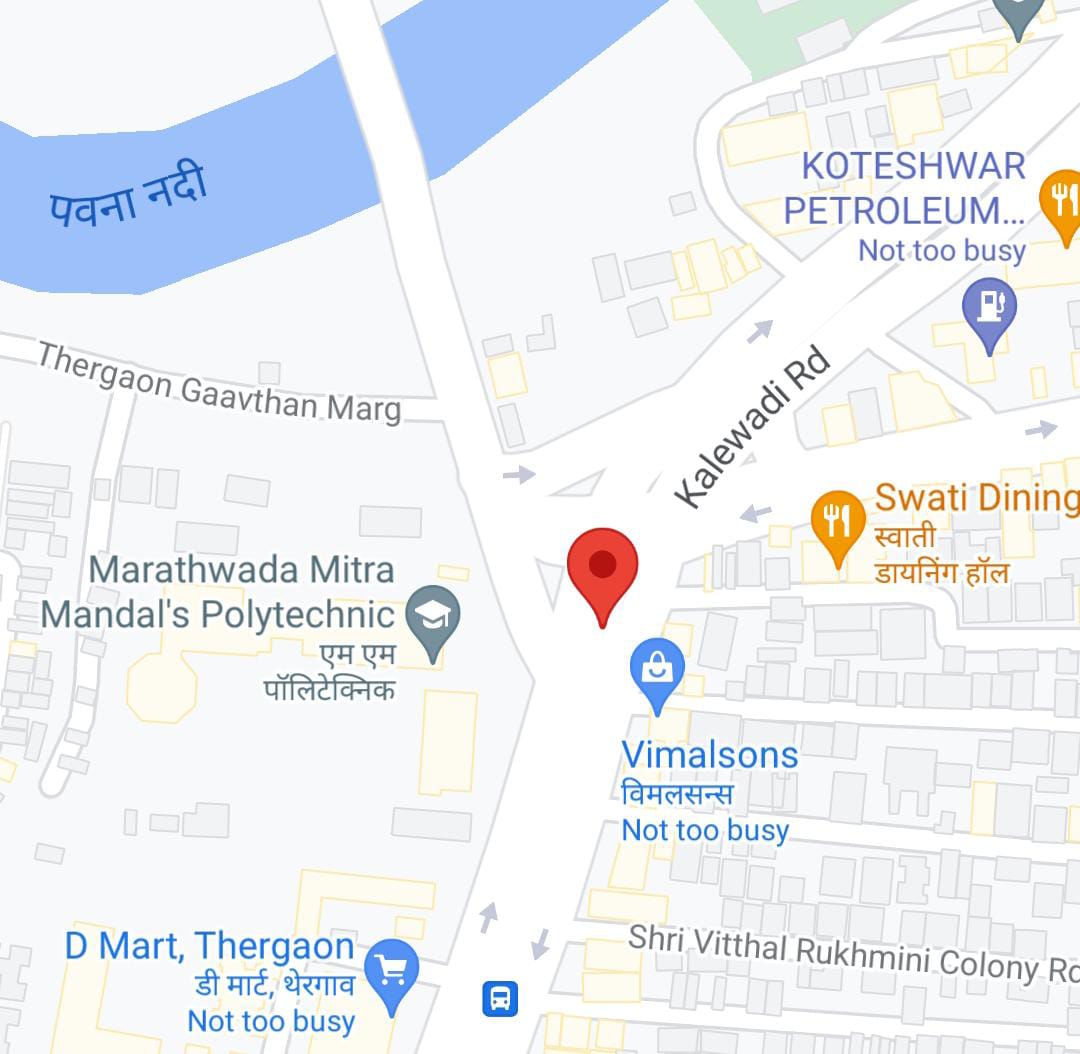 पवना नदी
KOTESHWAR
PETROLEUM...
Not too busy
Thergaon Gaavthan Marg
Kalewadi Rd
Swati Dining
स्वाती
डायनिंग हॉल
Marathwada Mitra
Mandal's Polytechnic
एम एम
पॉलिटेक्निक
Vimalsons
विमलसन्स
Not too busy
Shri Vitthal Rukhmini Colony Rd
D Mart, Thergaon
डी मार्ट, थेरगाव
Not too busy